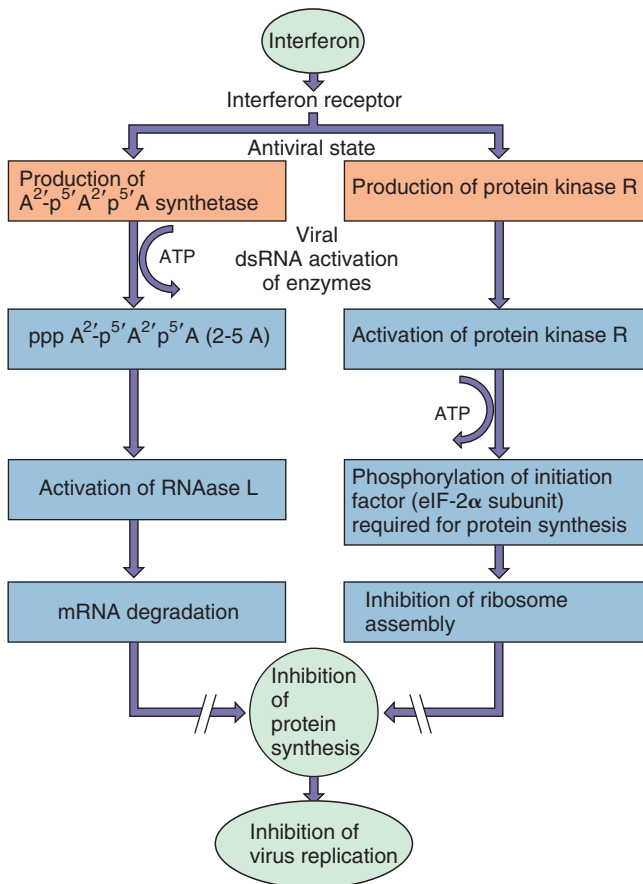 Interferon
Interferon receptor
Antiviral state
Production of
A2′-p5′A2′p5′A synthetase
Production of protein kinase R
ATP
Viral
dsRNA activation
of enzymes
ppp A2′-p5′A2′p5′A (2-5 A)
Activation of protein kinase R
ATP
Activation of RNAase L
Phosphorylation of initiation
factor (eIF-2α subunit)
required for protein synthesis
mRNA degradation
Inhibition of ribosome
assembly
Inhibition
of
protein
synthesis
Inhibition of
virus replication